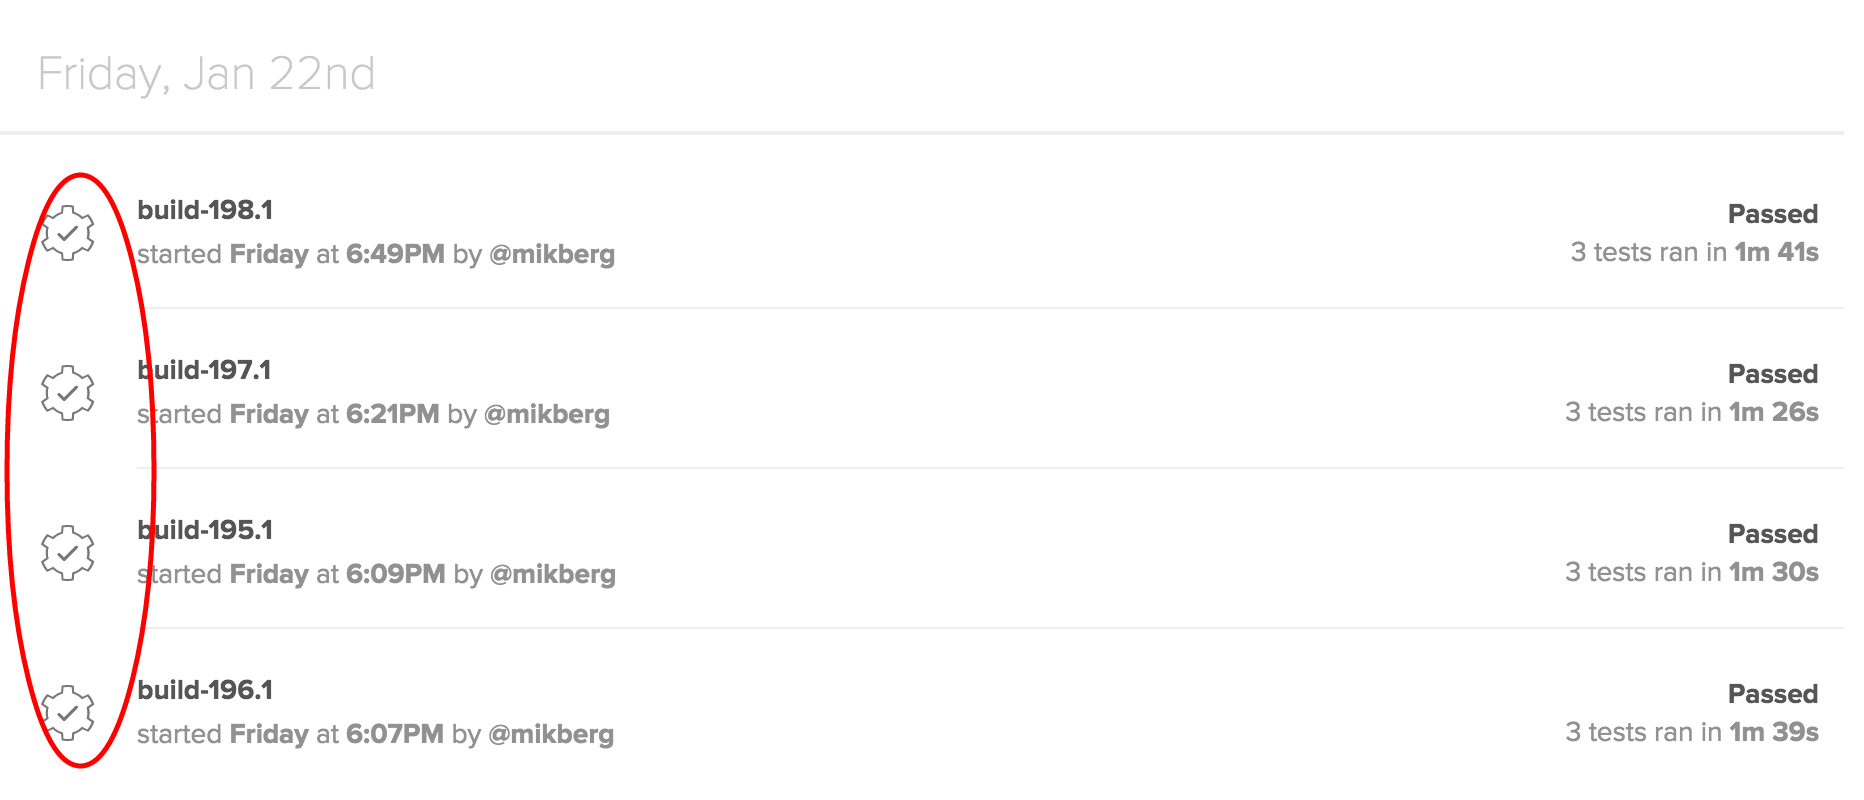 Friday, Jan 22nd
build-198.1
started Friday at 6:49PM by @mikberg
Passed
3 tests ran in 1m 41s
build-197.1
started Friday at 6:21PM by @mikberg
Passed
3 tests ran in 1m 26s
build-195.1
started Friday at 6:09PM by @mikberg
Passed
3 tests ran in 1m 30s
build-196.1
started Friday at 6:07PM by @mikberg
Passed
3 tests ran in 1m 39s